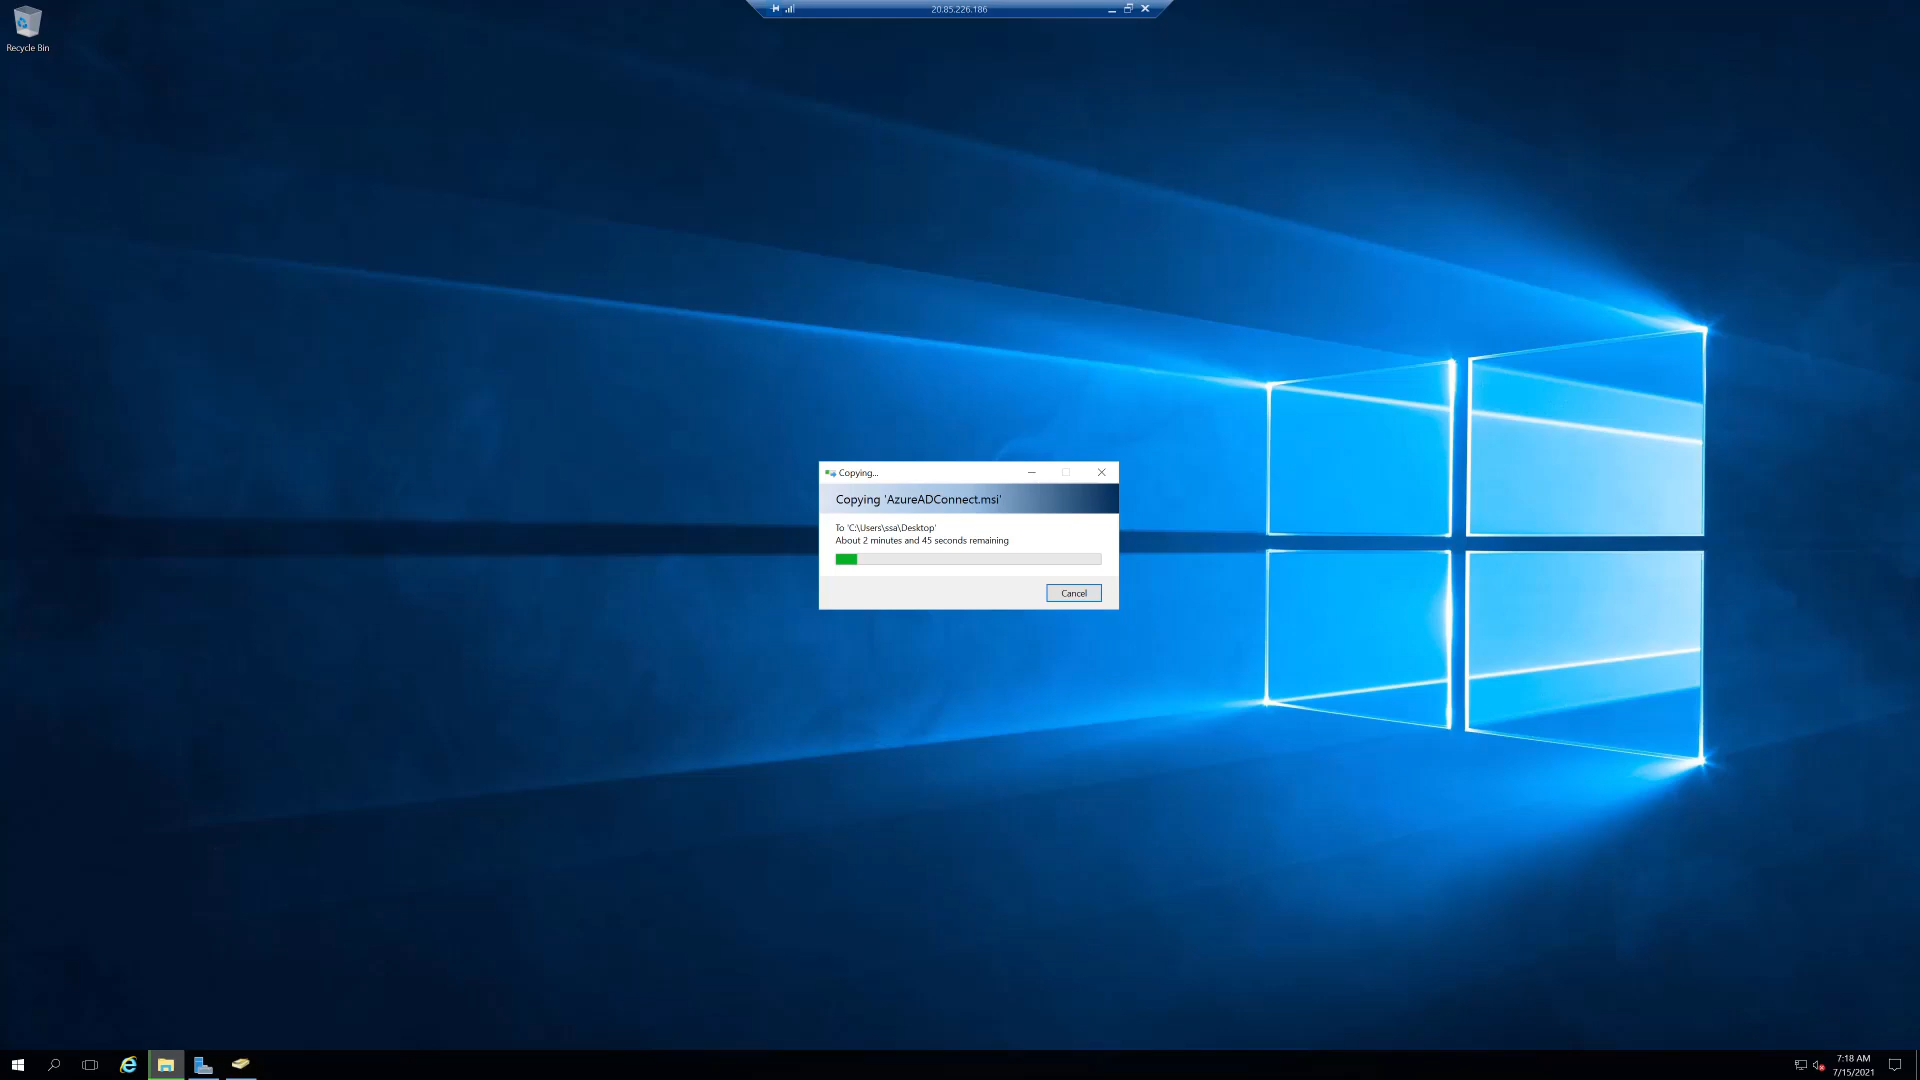 20.85.226.186
Recycle Bin
Copying...
Copying 'AzureADConnect.msi'
To 'C:\Users\ssa\Desktop'
About 2 minutes and 45 seconds remaining
Cancel
7:18 AM
7/15/2021